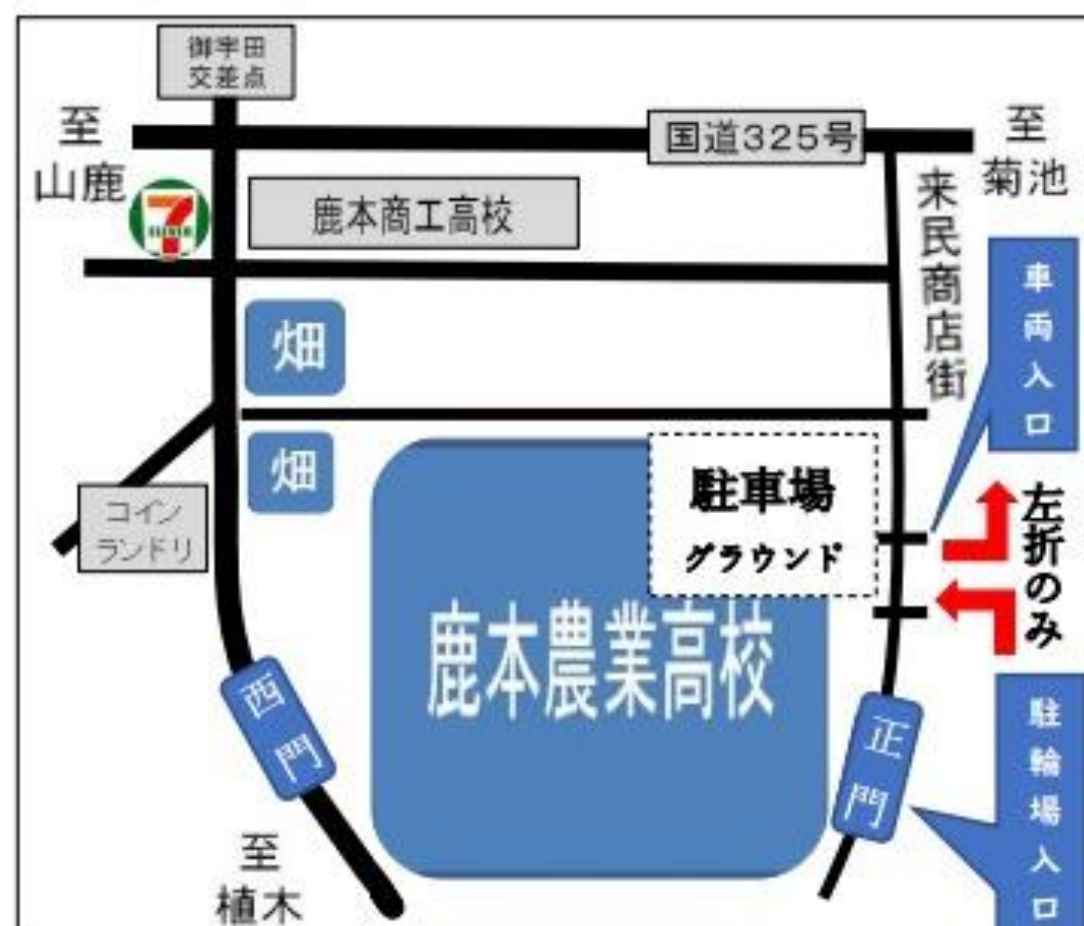 御宇田
交差点
至
山鹿
国道325号
至
菊池
7
ELEVEN
鹿本商工高校
来民商店街
車両入口
畑
畑
駐車場
グラウンド
左折のみ
コイン
ランドリ
鹿本農業高校
西門
正門
駐輪場入口
至
植木